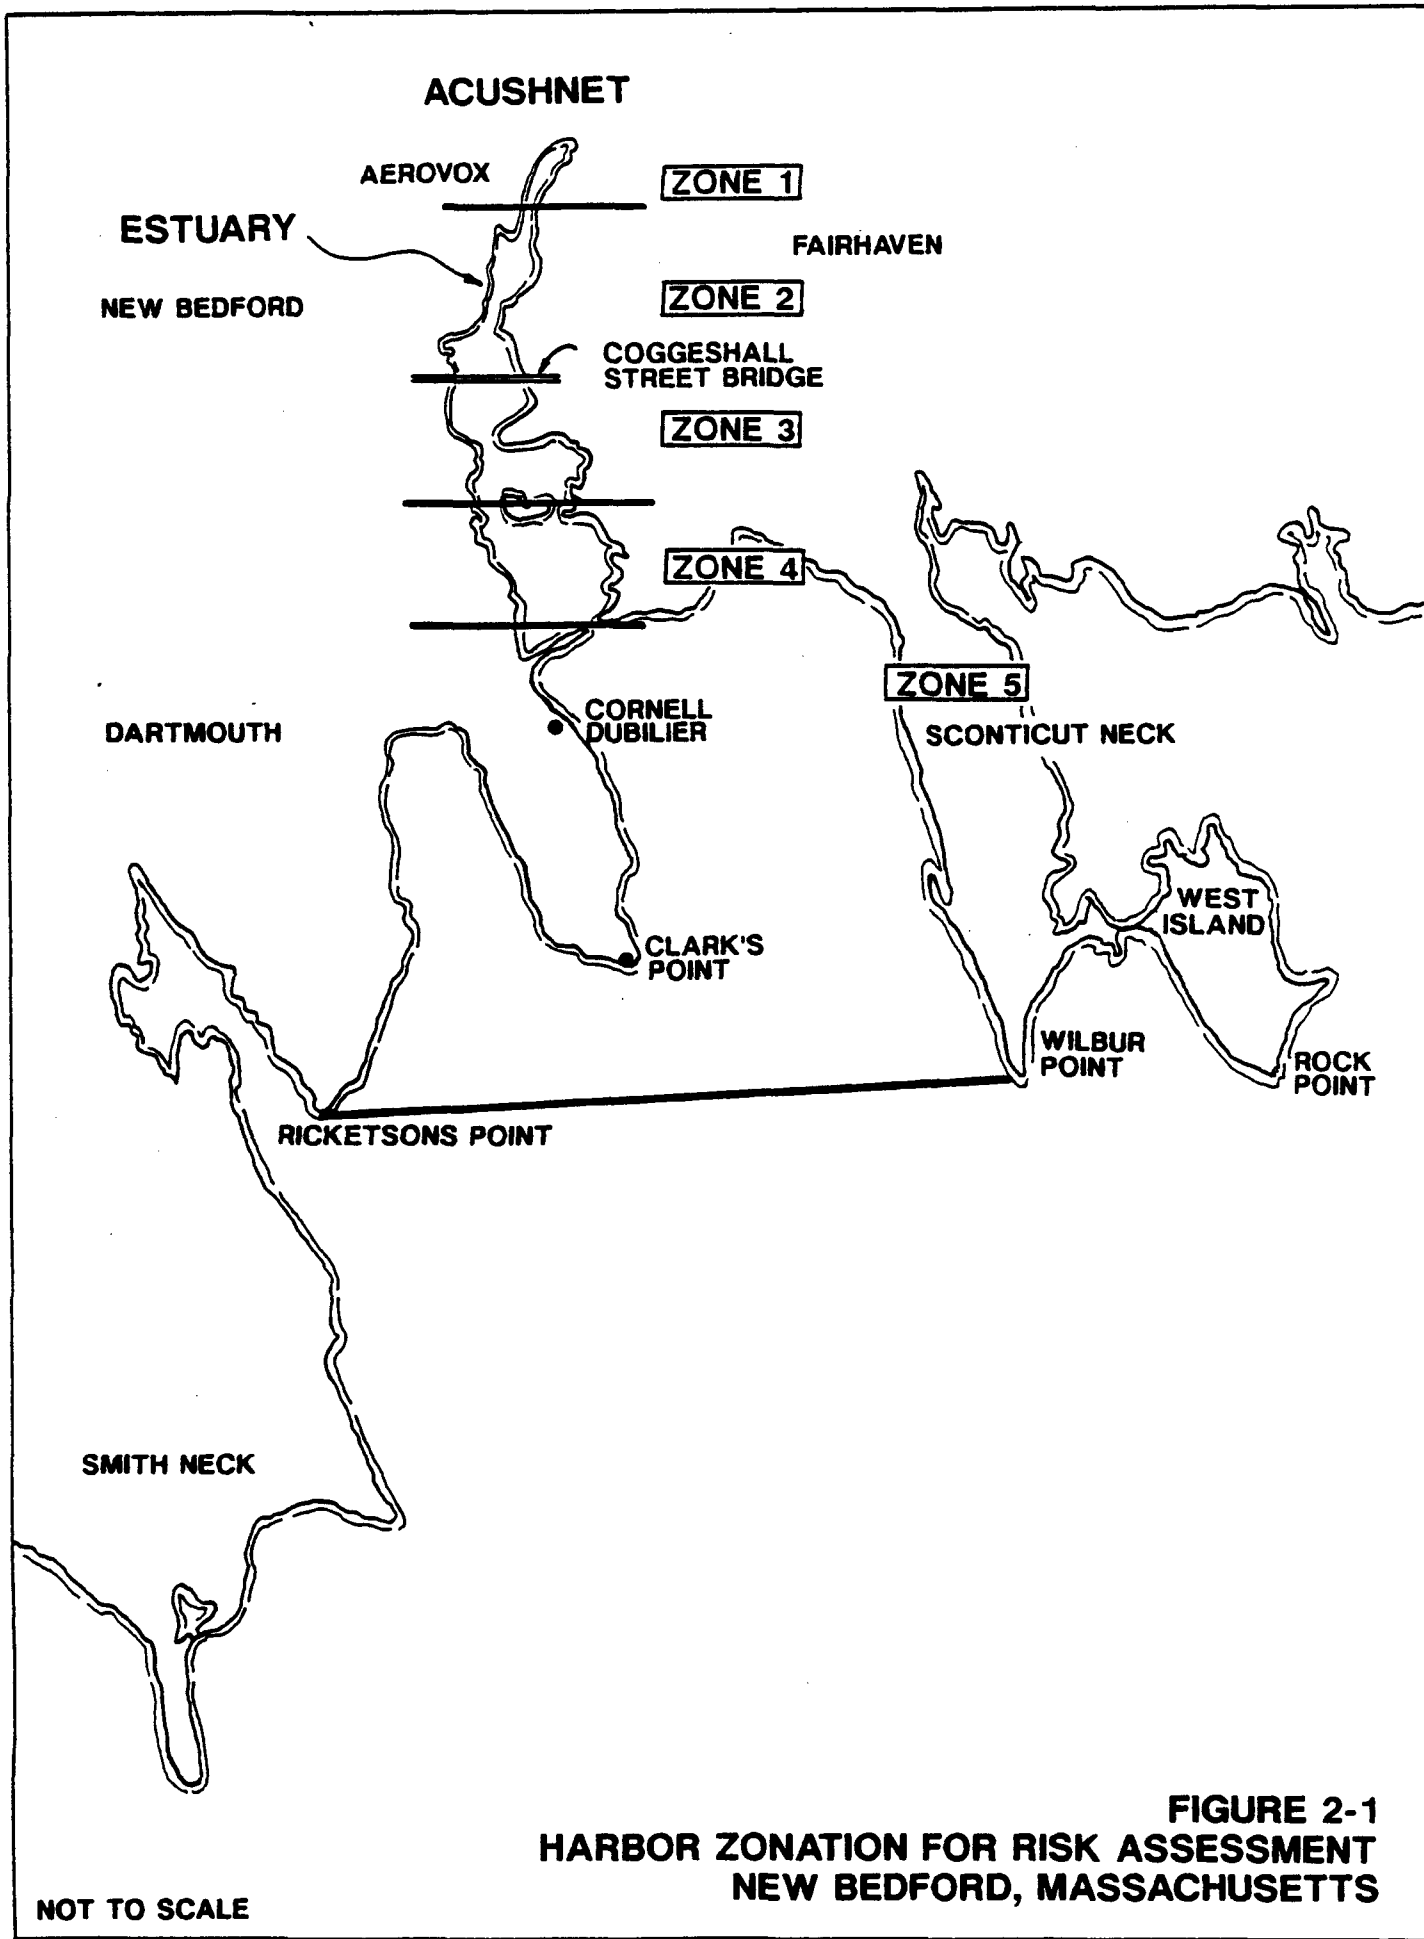 ACUSHNET
AEROVOX
ZONE 1
ESTUARY
FAIRHAVEN
NEW BEDFORD
ZONE 2
COGGESHALL
STREET BRIDGE
ZONE 3
ZONE 4
ZONE 5
CORNELL
DUBILIER
DARTMOUTH
SCONTICUT NECK
WEST
ISLAND
CLARK'S
POINT
WILBUR
POINT
ROCK
POINT
RICKETSONS POINT
SMITH NECK
FIGURE 2-1
HARBOR ZONATION FOR RISK ASSESSMENT
NEW BEDFORD, MASSACHUSETTS
NOT TO SCALE